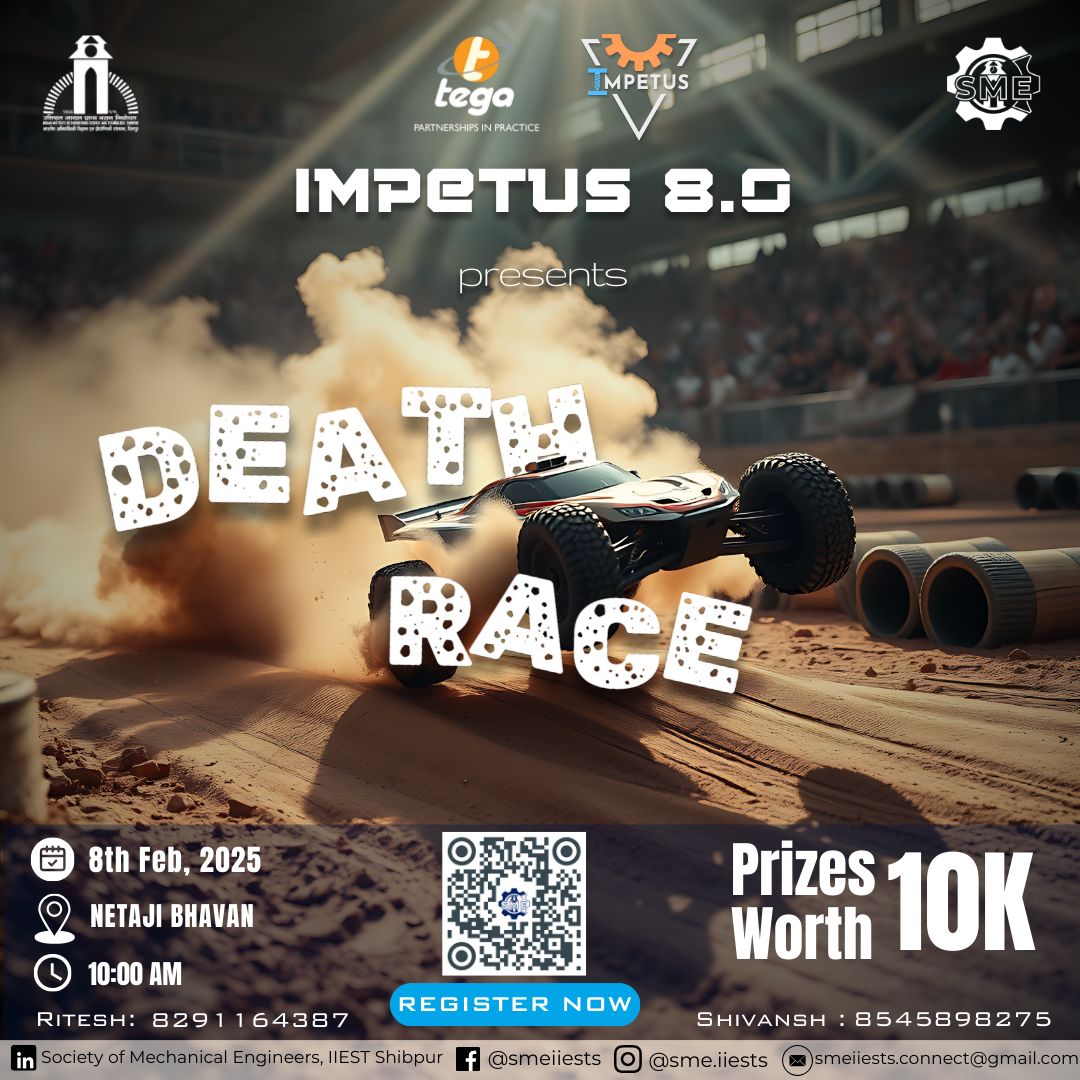 tega
PARTNERSHIPS IN PRACTICE
IMPETUS
SME
IMPETUS 8.0
presents
DEATH
RACE
8th Feb, 2025
NETAJI BHAVAN
10:00 AM
REGISTER NOW
Prizes
Worth
10K
RITESH: 8291164387
SHIVANSH : 8545898275
Society of Mechanical Engineers, IIEST Shibpur
@smeiiests
@sme.iiests
smeiiests.connect@gmail.com